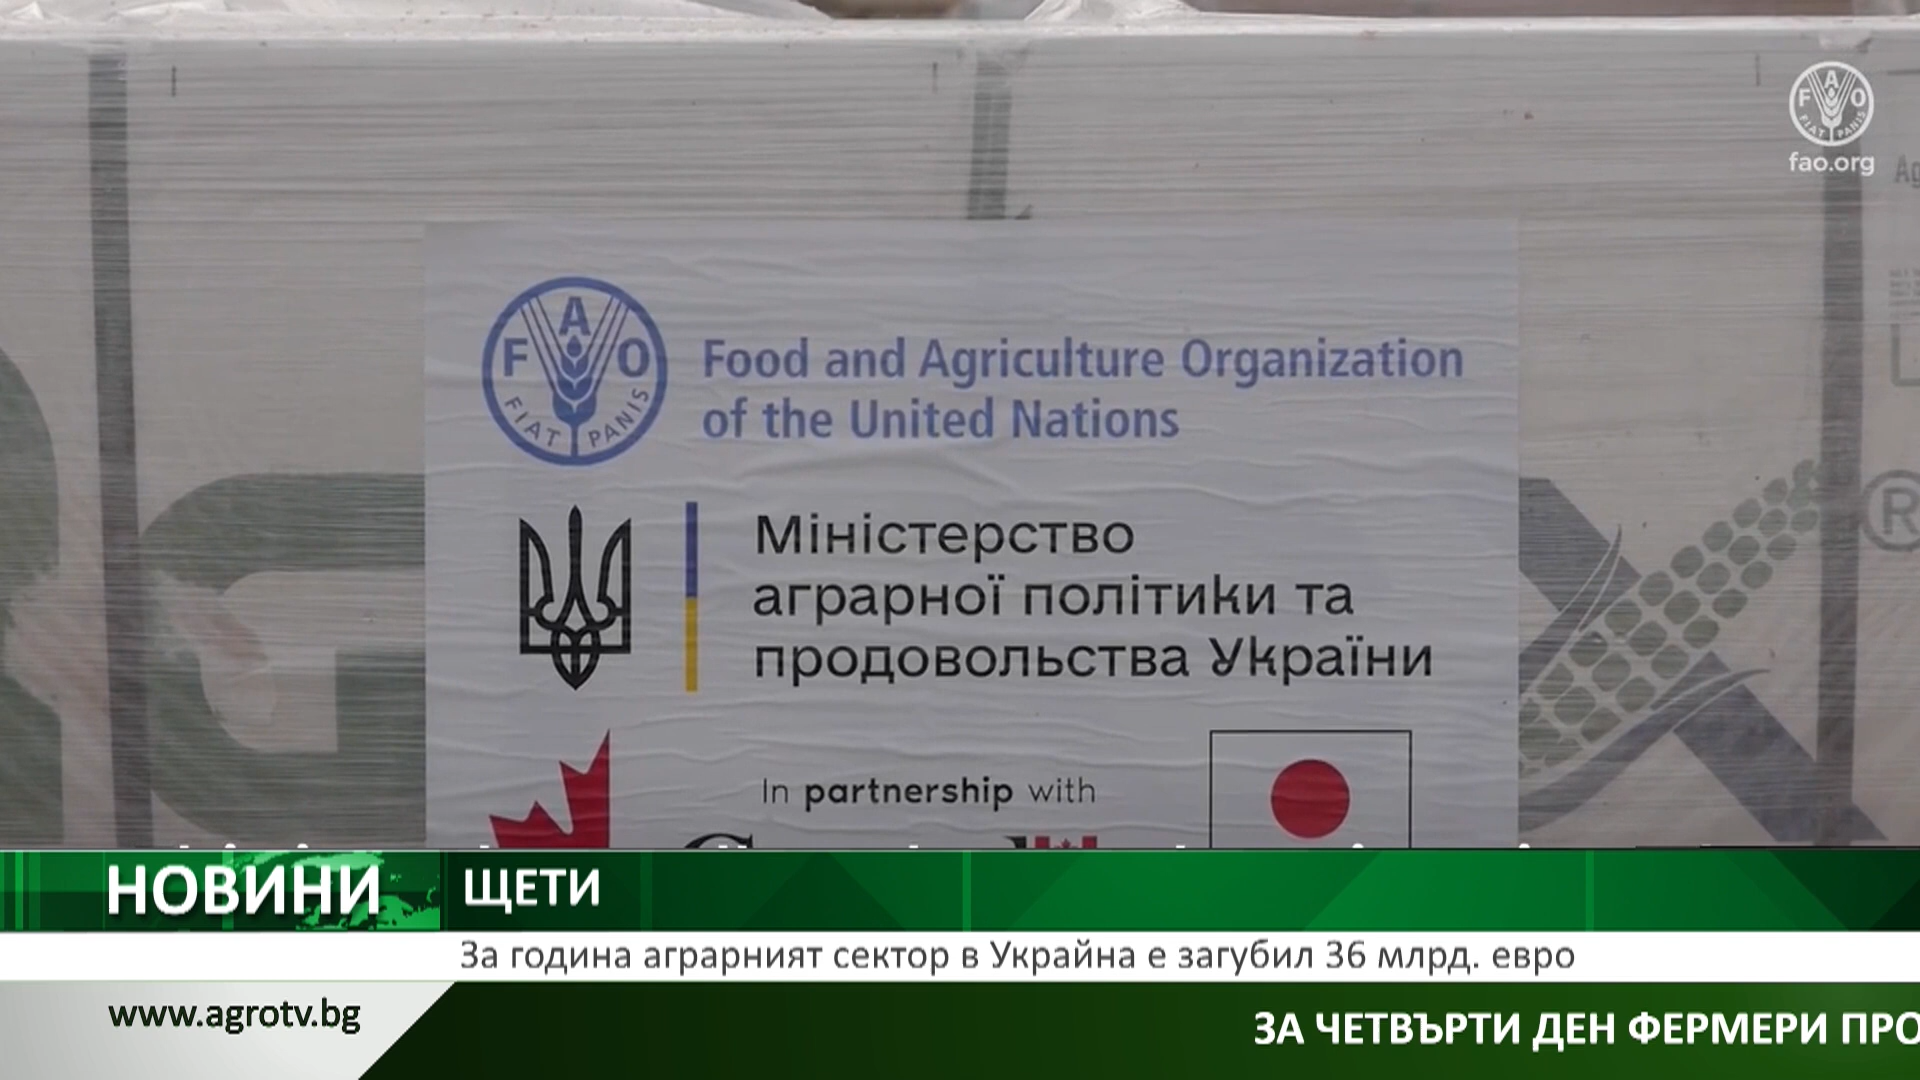 FAO
FIAT PANIS
fao.org
Ag
FAO
FIAT PANIS
Food and Agriculture Organization
of the United Nations
Міністерство
аграрної політики та
продовольства України
In partnership with
®
НОВИНИ
ЩЕТИ
За година аграрният сектор в Украйна е загубил 36 млрд. евро
www.agrotv.bg
ЗА ЧЕТВЪРТИ ДЕН ФЕРМЕРИ ПРО